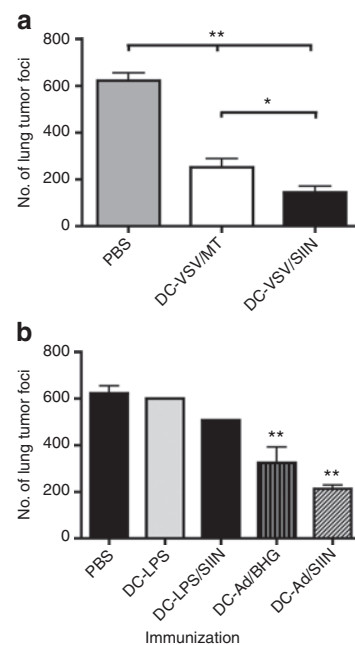 a
**
*
800
600
400
200
0
No. of lung tumor foci
PBS
DC-VSV/MT
DC-VSV/SIIN
b
800
600
400
200
0
No. of lung tumor foci
**
**
PBS
DC-LPS
DC-LPS/SIIN
DC-Ad/BHG
DC-Ad/SIIN
Immunization